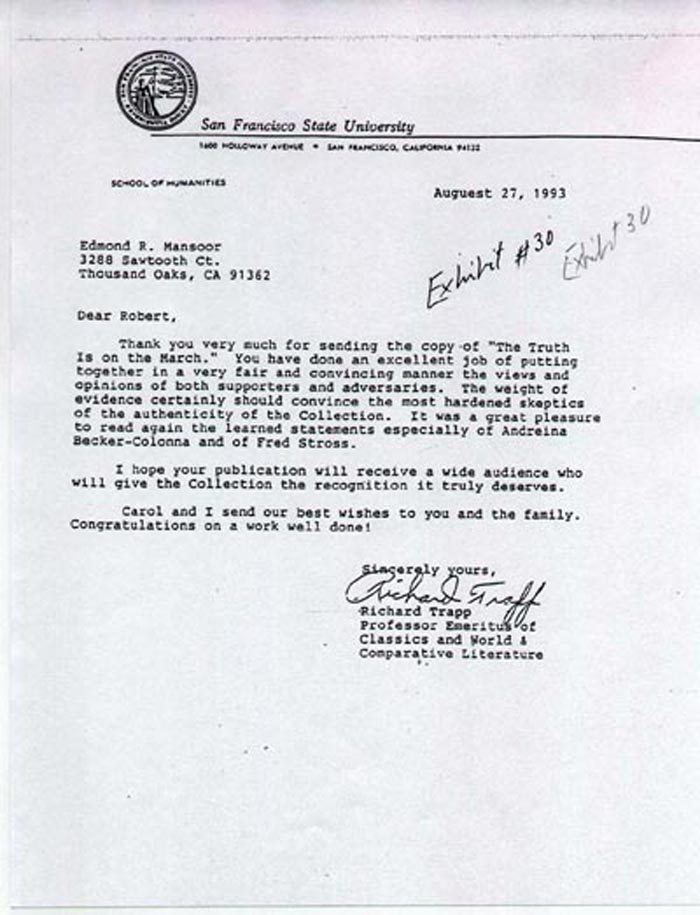 San Francisco State University
1600 HOLLOWAY AVENUE • SAN FRANCISCO, CALIFORNIA 94132
SCHOOL OF HUMANITIES
Auguest 27, 1993
Exhibit #30
Exhibit 30
Edmond R. Mansoor
3288 Sawtooth Ct.
Thousand Oaks, CA 91362
Dear Robert,
Thank you very much for sending the copy of "The Truth
Is on the March." You have done an excellent job of putting
together in a very fair and convincing manner the views and
opinions of both supporters and adversaries. The weight of
evidence certainly should convince the most hardened skeptics
of the authenticity of the Collection. It was a great pleasure
to read again the learned statements especially of Andreina
Becker-Colonna and of Fred Stross.
I hope your publication will receive a wide audience who
will give the Collection the recognition it truly deserves.
Carol and I send our best wishes to you and the family.
Congratulations on a work well done!
Sincerely yours,
Richard Trapp
Richard Trapp
Professor Emeritus of
Classics and World &
Comparative Literature